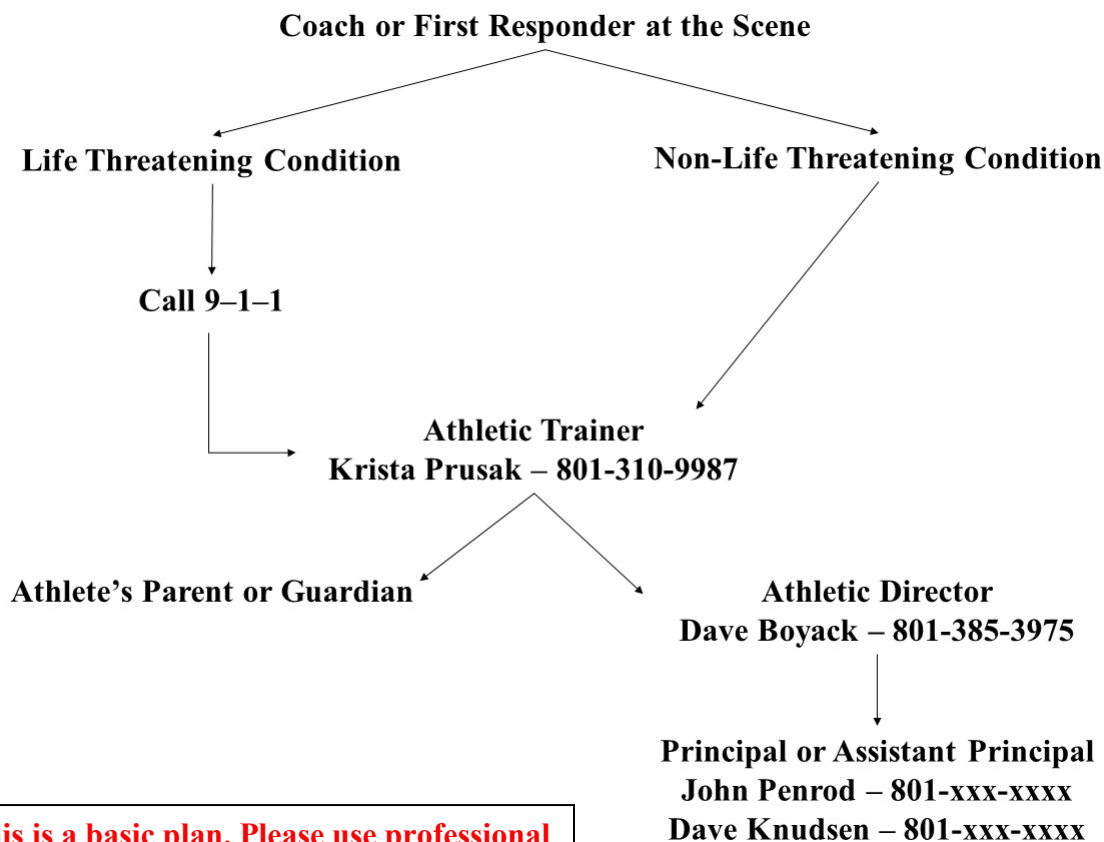 Coach or First Responder at the Scene
Life Threatening Condition
Non-Life Threatening Condition
Call 9–1–1
Athletic Trainer
Krista Prusak – 801-310-9987
Athlete’s Parent or Guardian
Athletic Director
Dave Boyack – 801-385-3975
Principal or Assistant Principal
John Penrod – 801-xxx-xxxx
Dave Knudsen – 801-xxx-xxxx
is is a basic plan. Please use professional